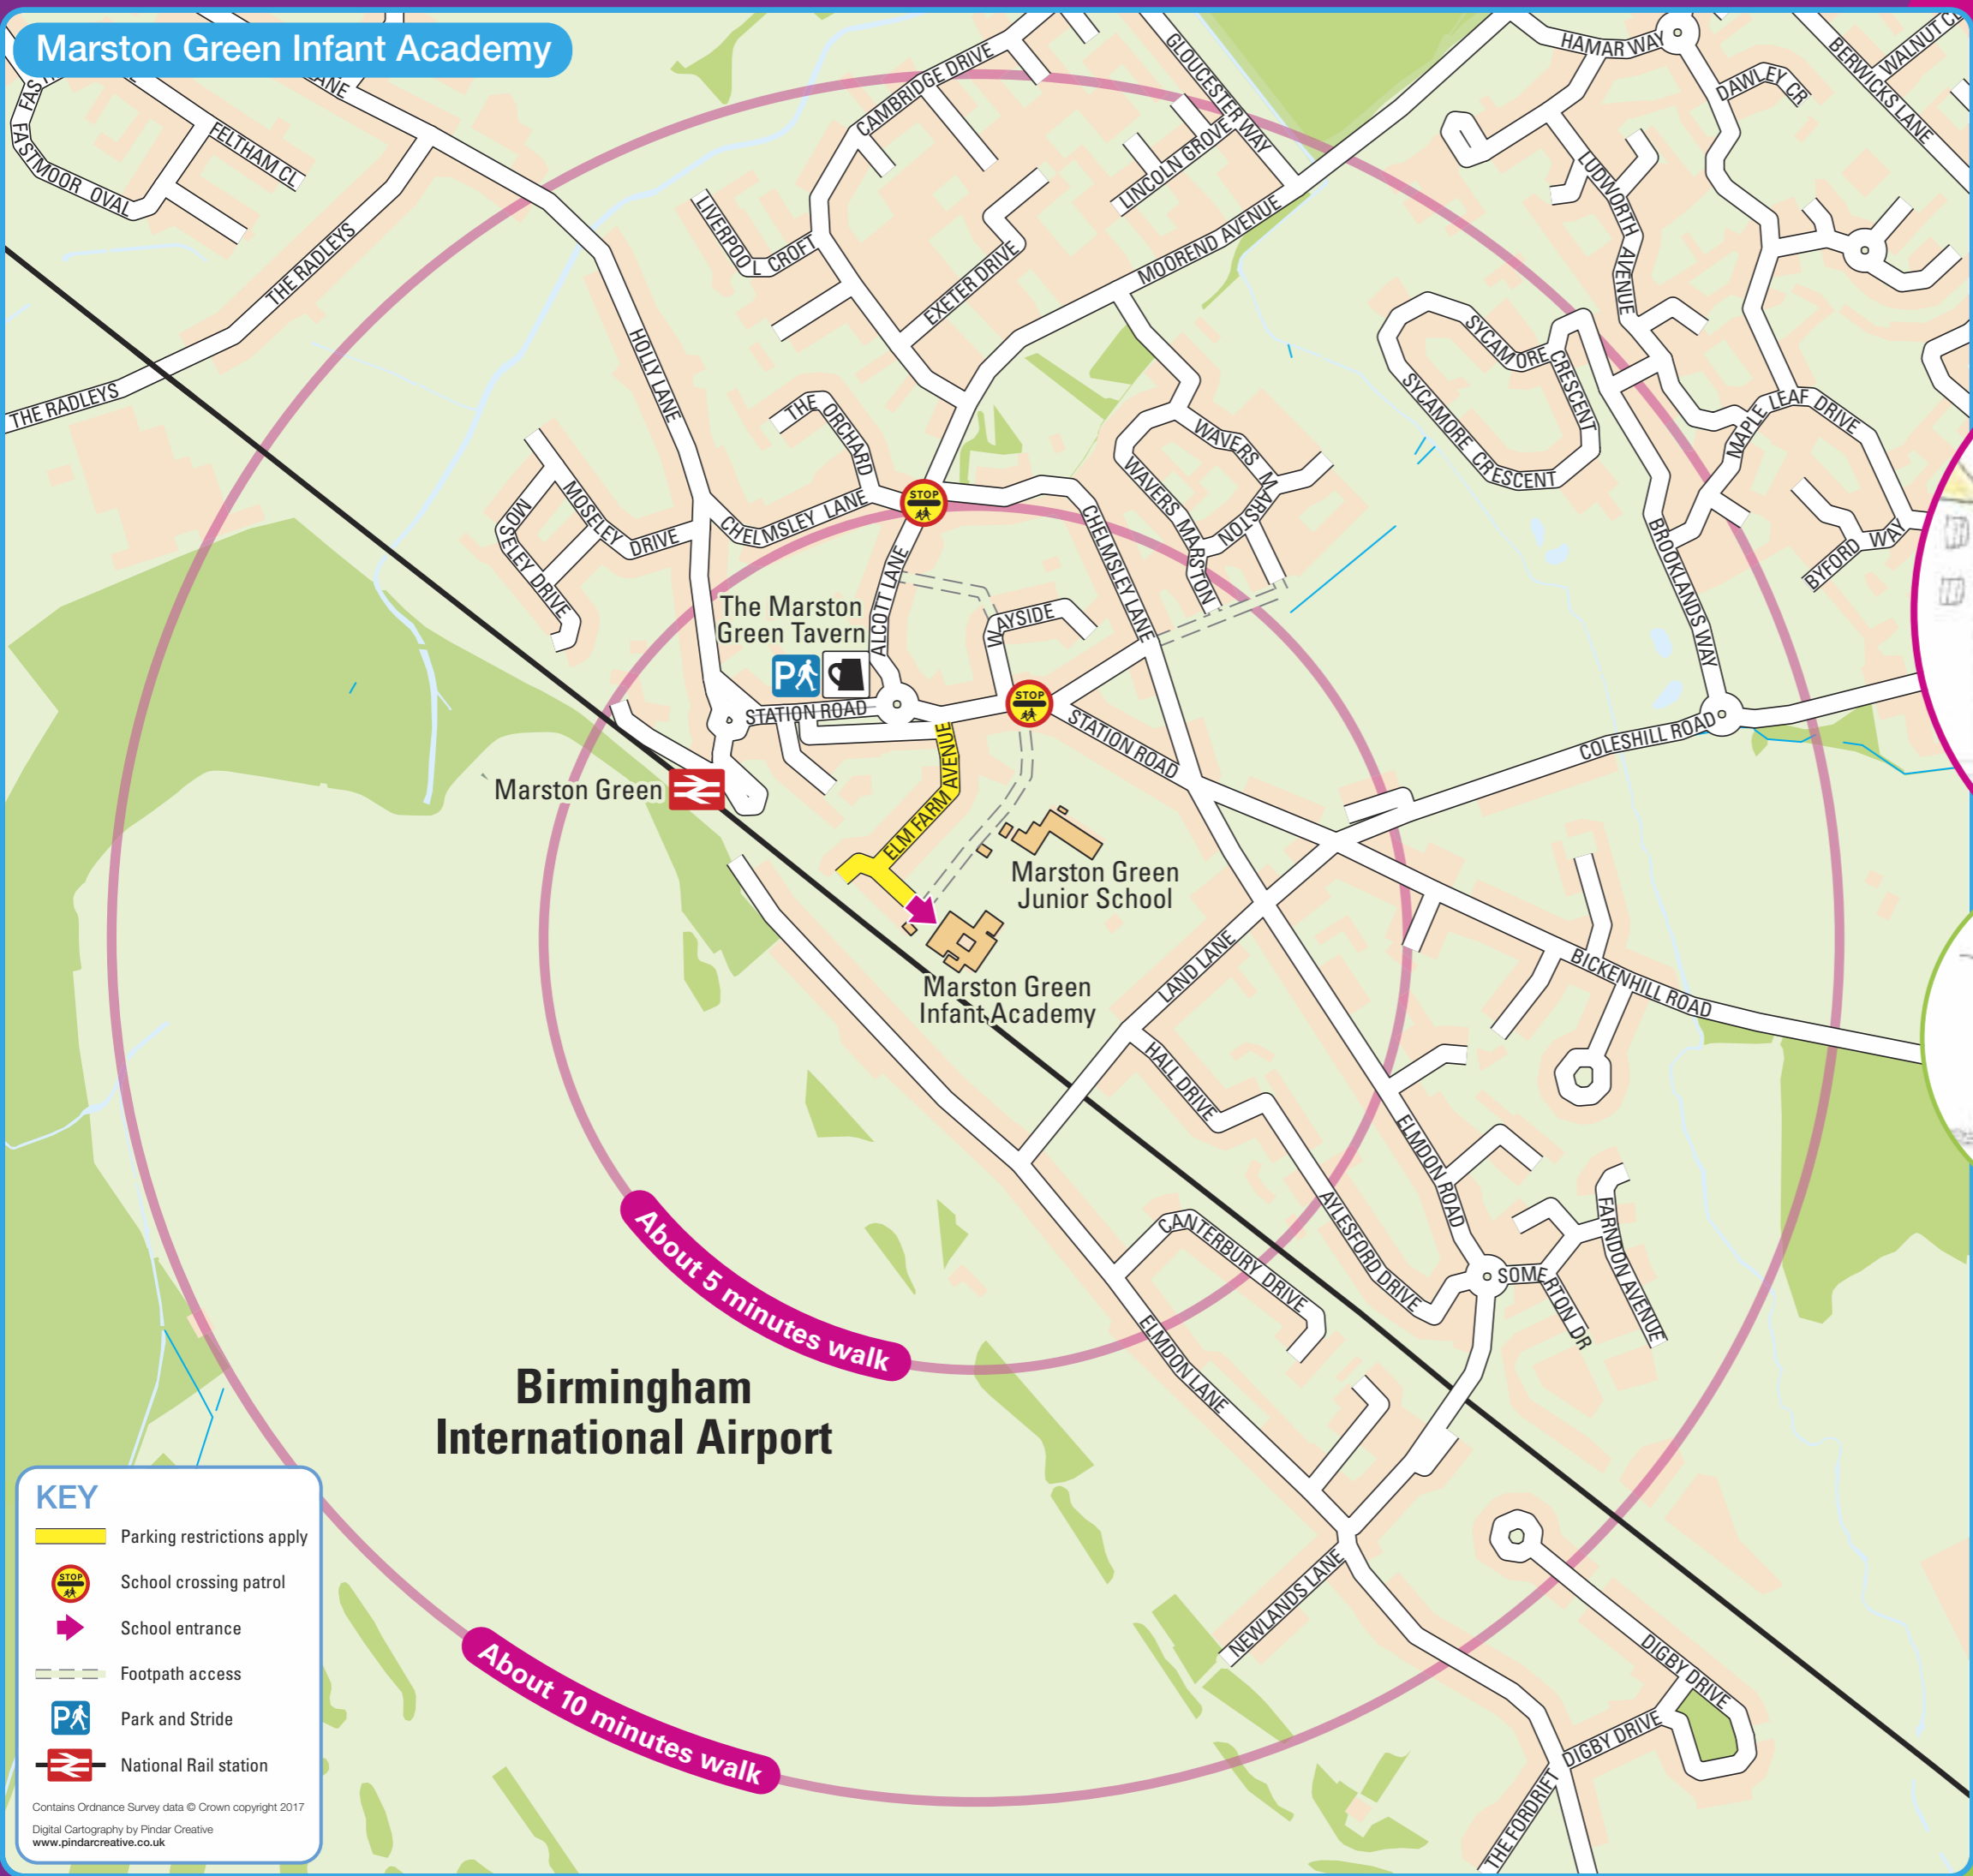 Marston Green Infant Academy
HAMAR WAY
BERWICKS LANE
DAWLEY CR
GLOUCESTER WAY
CAMBRIDGE DRIVE
LANE
FELTHAM CL
FASTMOOR OVAL
LINCOLN GROVE
LUDWORTH AVENUE
LIVERPOOL CROFT
MOOREND AVENUE
THE RADLEYS
EXETER DRIVE
THE RADLEYS
HOLLY LANE
SYCAMORE CRESCENT
SYCAMORE CRESCENT
MAPLE LEAF DRIVE
THE ORCHARD
WAVERS MARSTON
WAVERS MARSTON
MOSELEY DRIVE
MOSELEY DRIVE
CHELMSLEY LANE
STOP
CHELMSLEY LANE
BROOKLANDS WAY
BYFORD WAY
ALCOTT LANE
The Marston
Green Tavern
P
WAYSIDE
STATION ROAD
STOP
STATION ROAD
COLESHILL ROAD
ELM FARM AVENUE
Marston Green
Marston Green
Junior School
Marston Green
Infant Academy
LAND LANE
BICKENHILL ROAD
HALL DRIVE
ELMDON ROAD
AYLESFORD DRIVE
CANTERBURY DRIVE
SOMERTON DR
FARNDON AVENUE
About 5 minutes walk
ELMDON LANE
Birmingham
International Airport
NEWLANDS LANE
DIGBY DRIVE
DIGBY DRIVE
THE FORDRIFT
About 10 minutes walk
KEY
Parking restrictions apply
STOP
School crossing patrol
School entrance
Footpath access
P
Park and Stride
National Rail station
Contains Ordnance Survey data © Crown copyright 2017
Digital Cartography by Pindar Creative
www.pindarcreative.co.uk